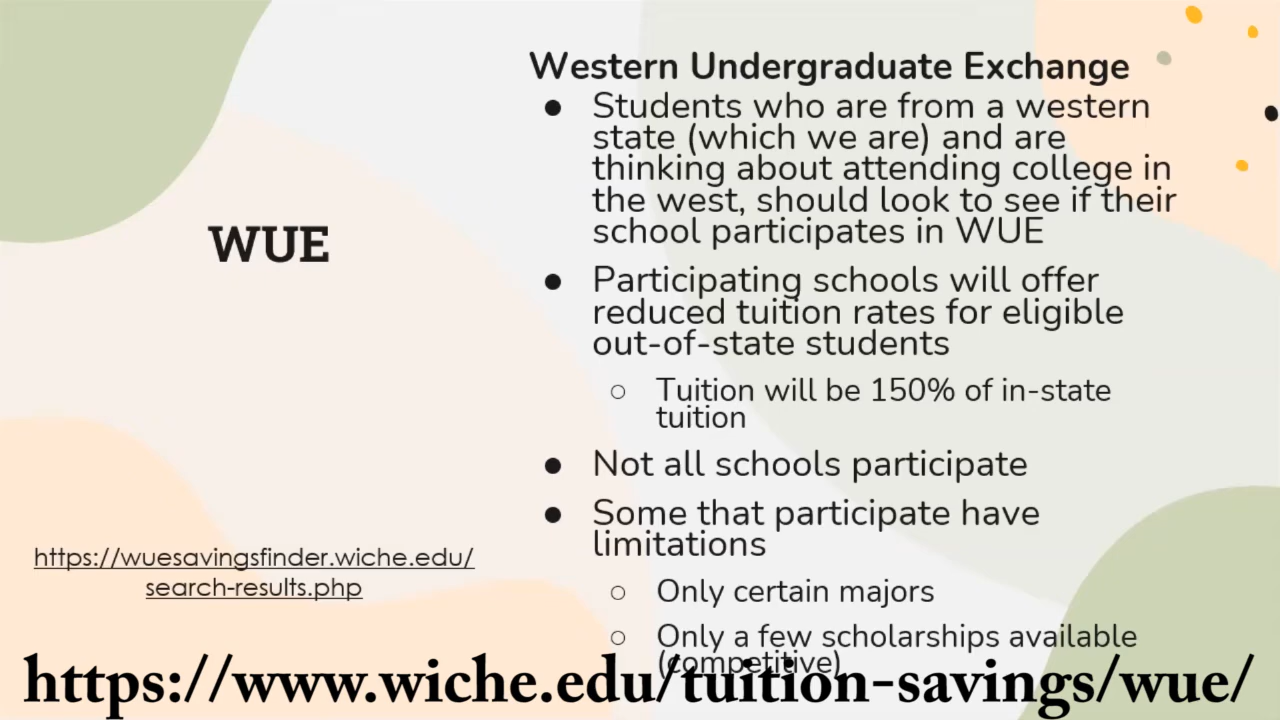 WUE
https://wuesavingsfinder.wiche.edu/
search-results.php
Western Undergraduate Exchange
● Students who are from a western
state (which we are) and are
thinking about attending college in
the west, should look to see if their
school participates in WUE
● Participating schools will offer
reduced tuition rates for eligible
out-of-state students
○ Tuition will be 150% of in-state
tuition
● Not all schools participate
● Some that participate have
limitations
○ Only certain majors
○ Only a few scholarships available
(competitive)
https://www.wiche.edu/tuition-savings/wue/